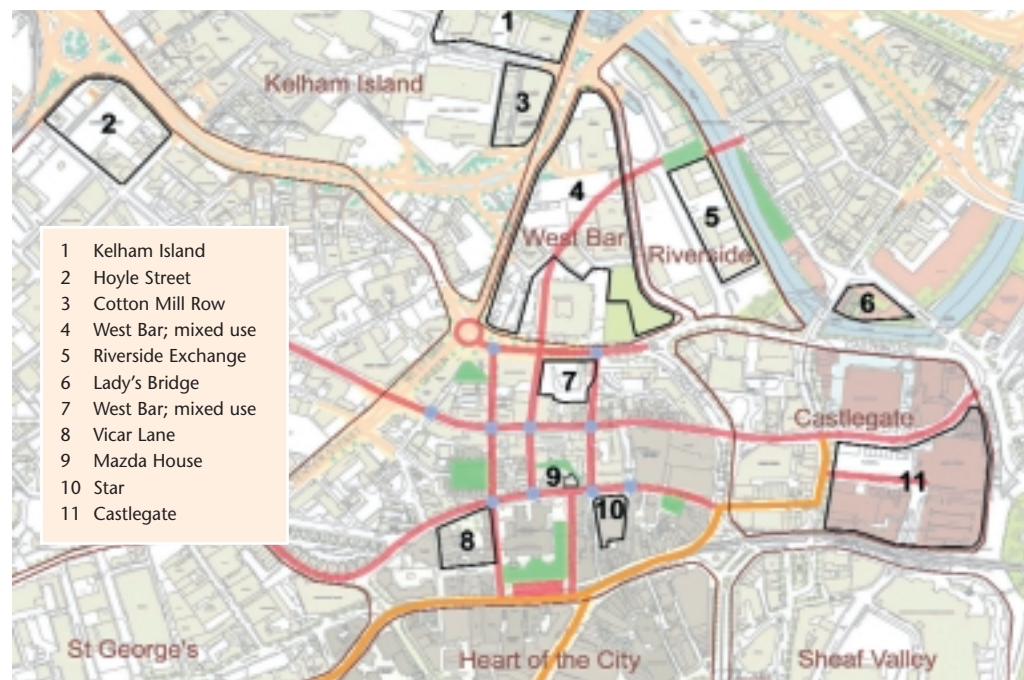 1
Kelham Island
3
2
4
5
West Bar
Riverside
1 Kelham Island
2 Hoyle Street
3 Cotton Mill Row
4 West Bar; mixed use
5 Riverside Exchange
6 Lady's Bridge
7 West Bar; mixed use
8 Vicar Lane
9 Mazda House
10 Star
11 Castlegate
6
7
Castlegate
9
11
10
8
St George's
Heart of the City
Sheaf Valley